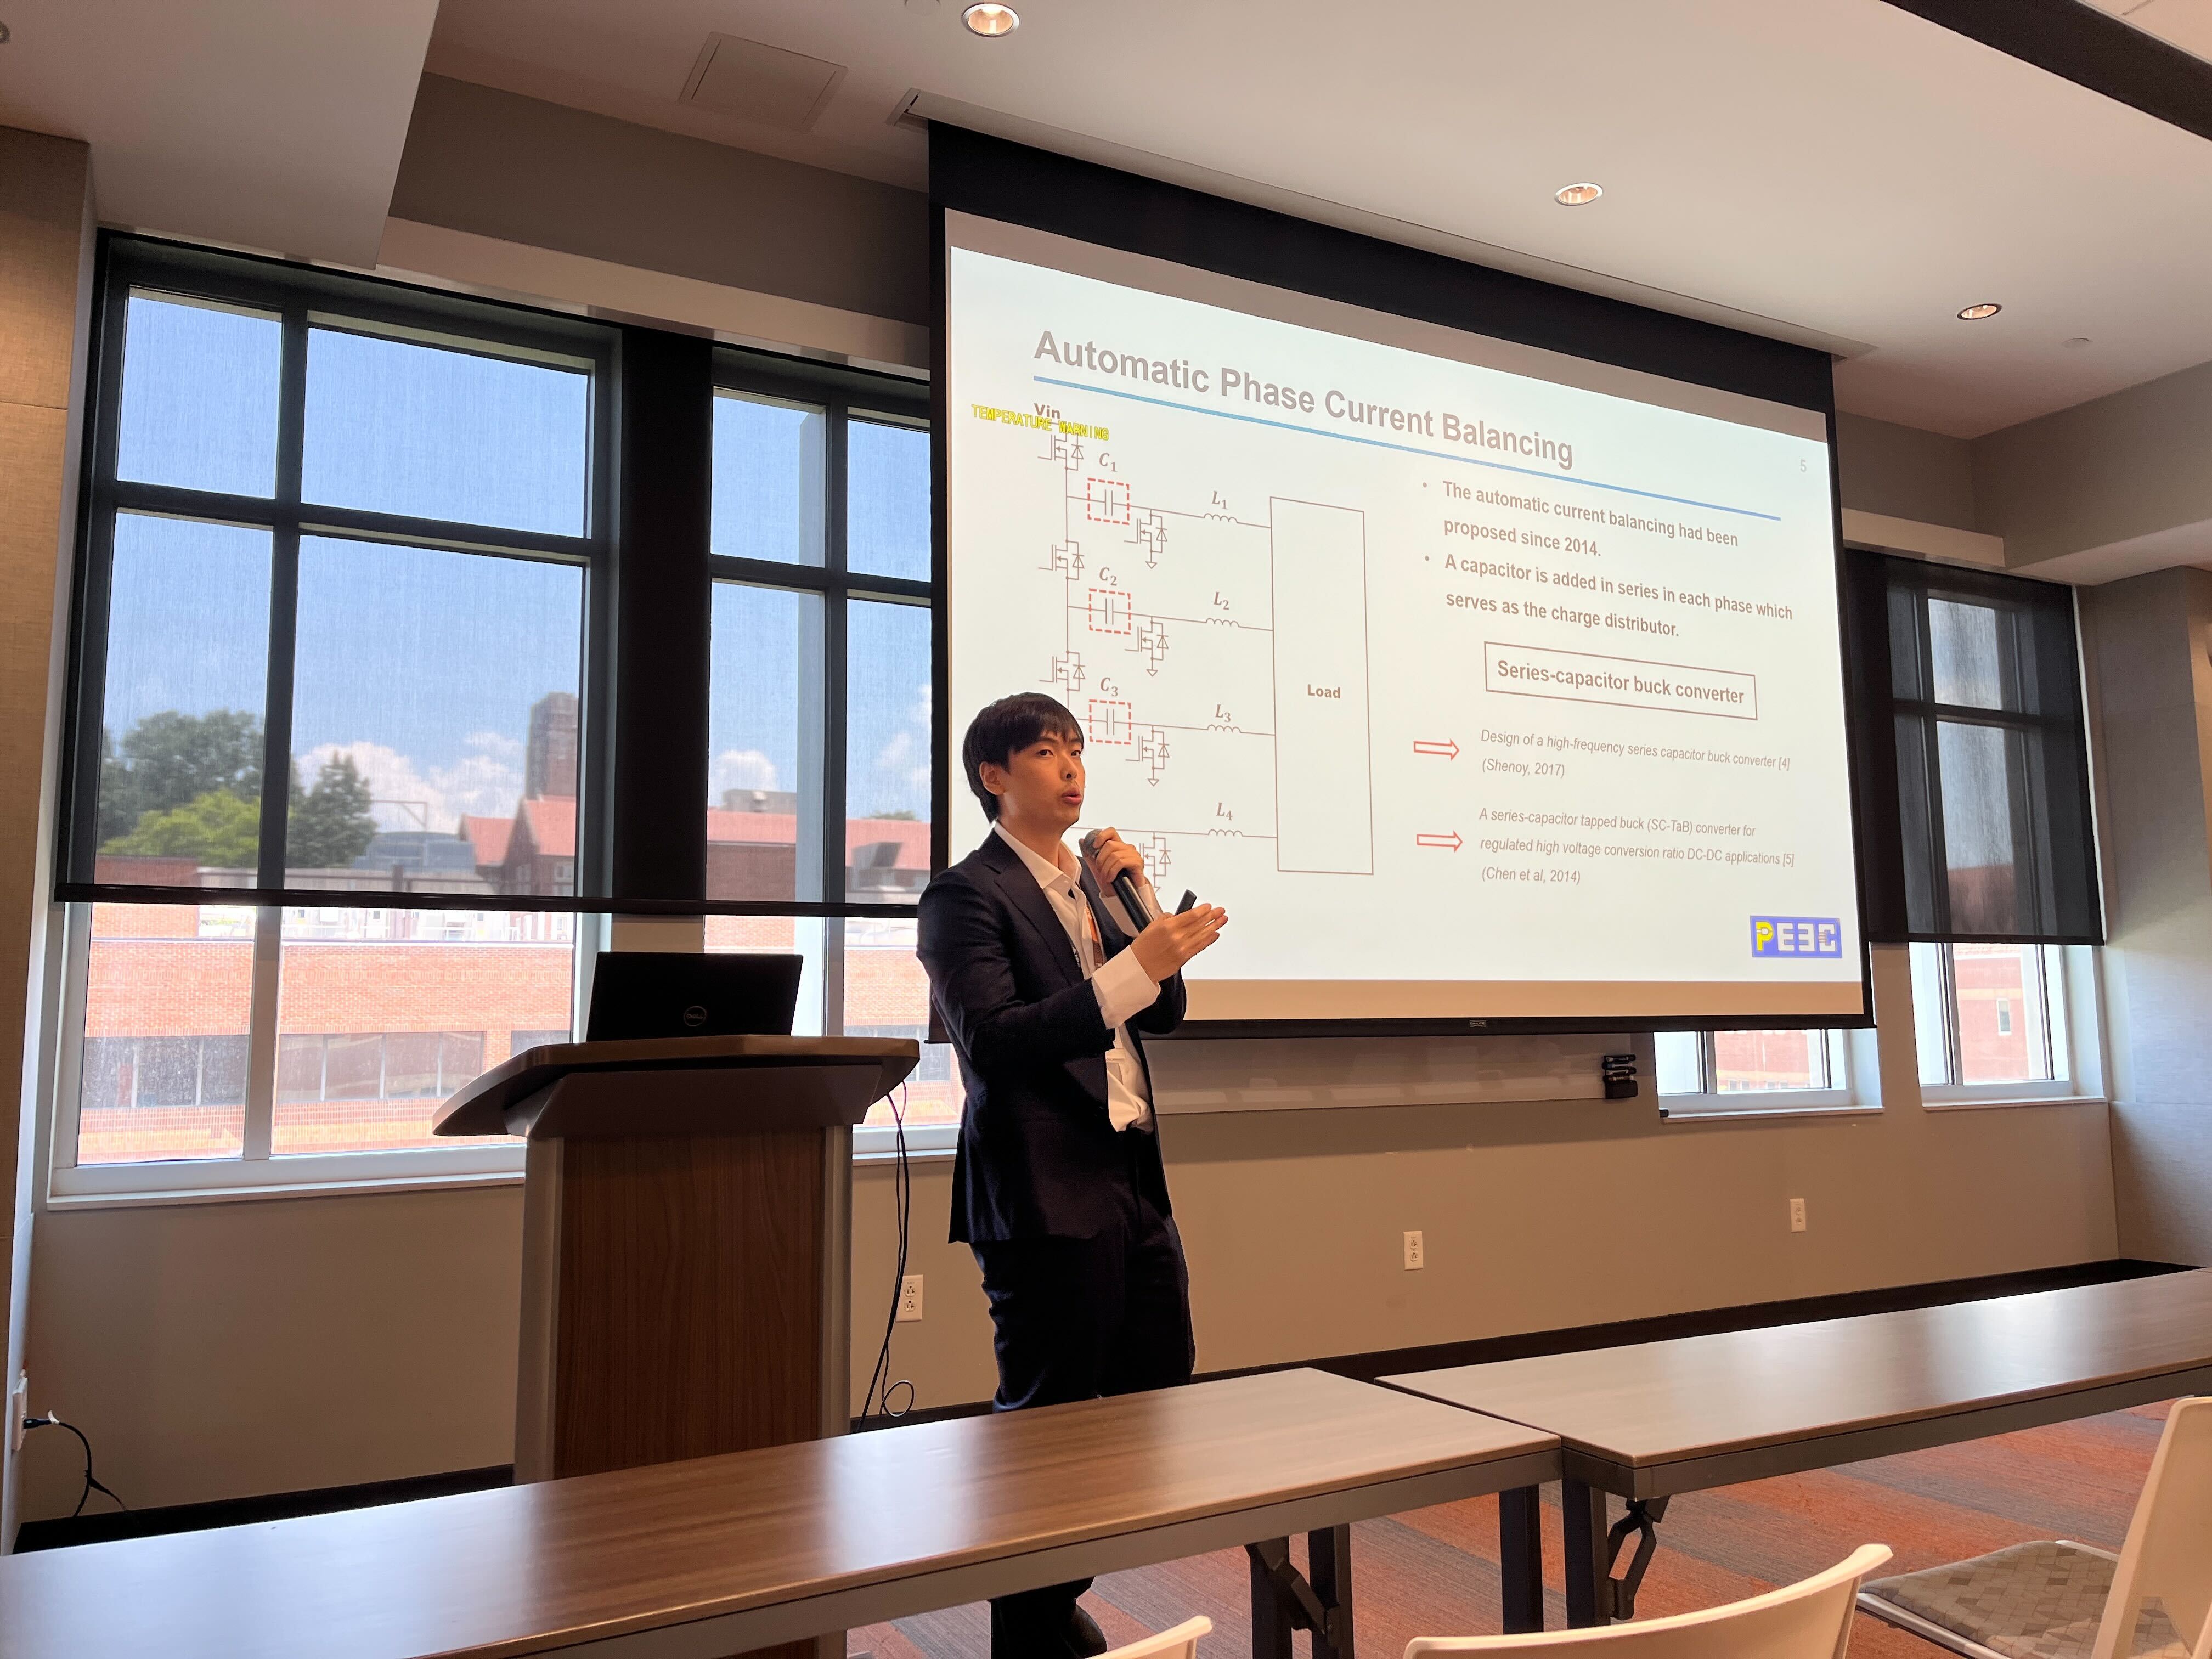 Automatic Phase Current Balancing
5
Vin
TEMPERATURE WARNING
C1
L1
C2
L2
C3
L3
L4
Load
• The automatic current balancing had been
proposed since 2014.
• A capacitor is added in series in each phase which
serves as the charge distributor.
Series-capacitor buck converter
Design of a high-frequency series capacitor buck converter [4]
(Shenoy, 2017)
A series-capacitor tapped buck (SC-TaB) converter for
regulated high voltage conversion ratio DC-DC applications [5]
(Chen et al, 2014)
PEEC
DELL